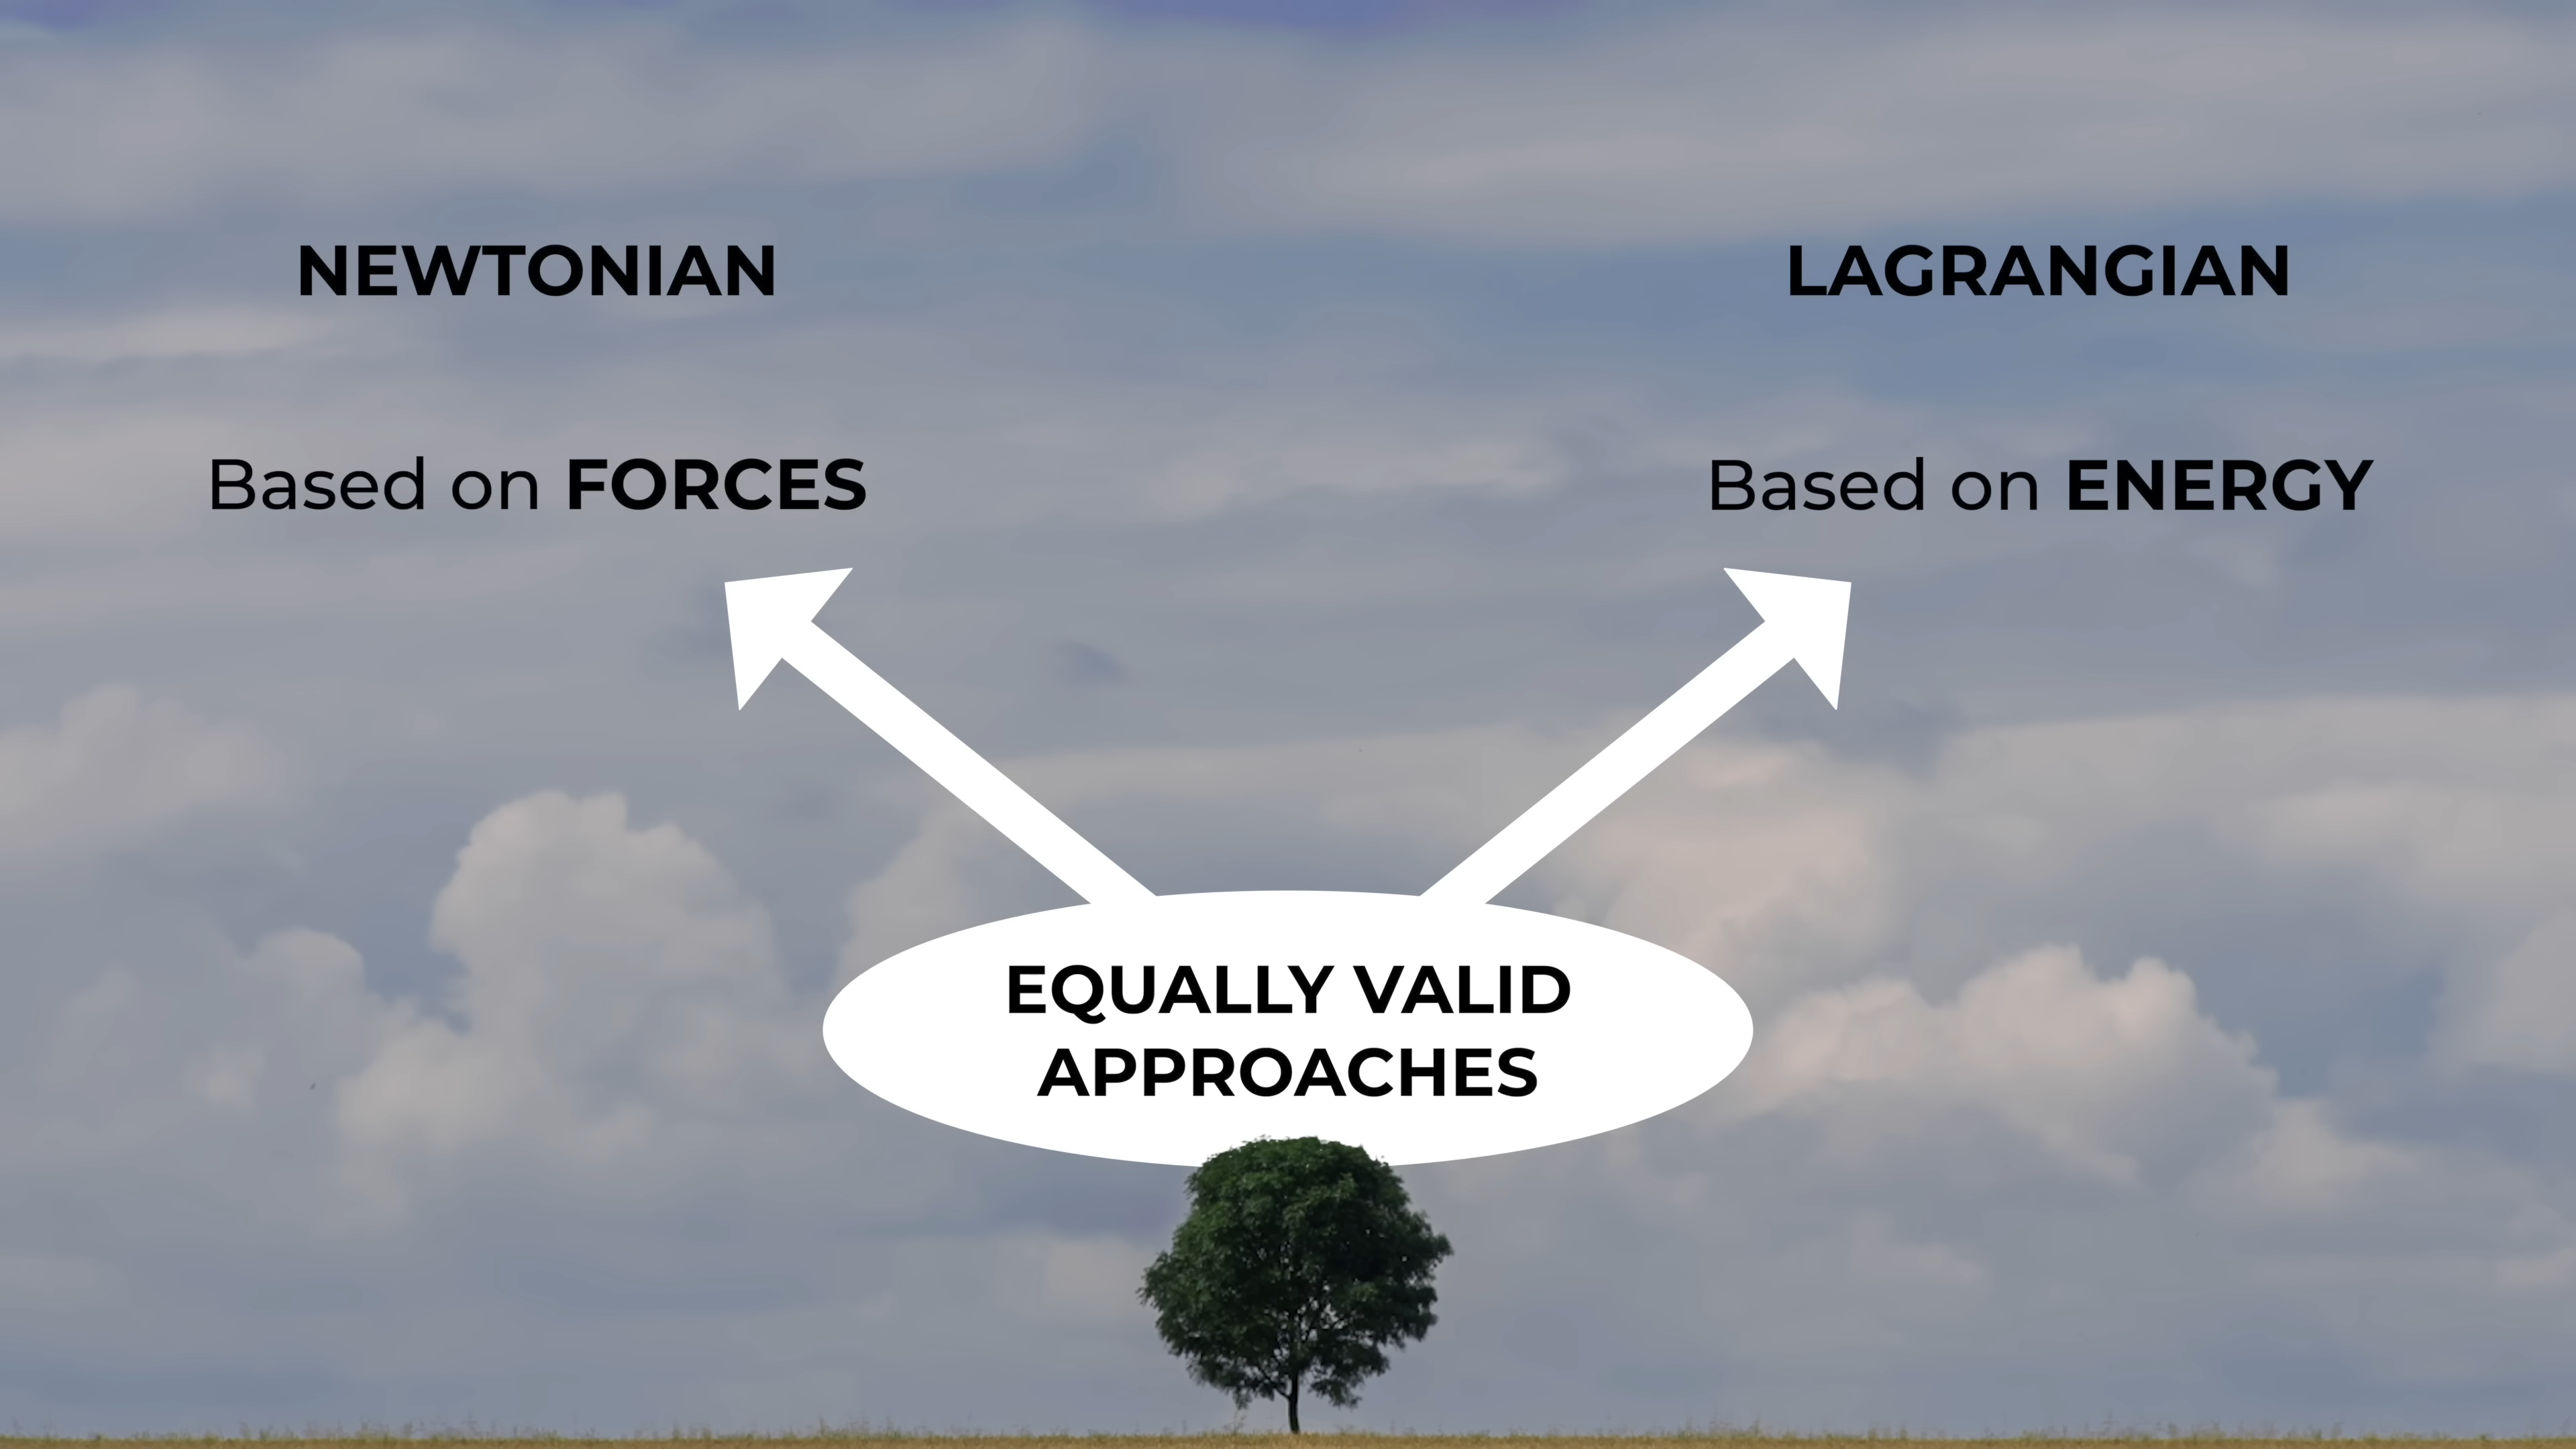 NEWTONIAN
LAGRANGIAN
Based on FORCES
Based on ENERGY
EQUALLY VALID
APPROACHES